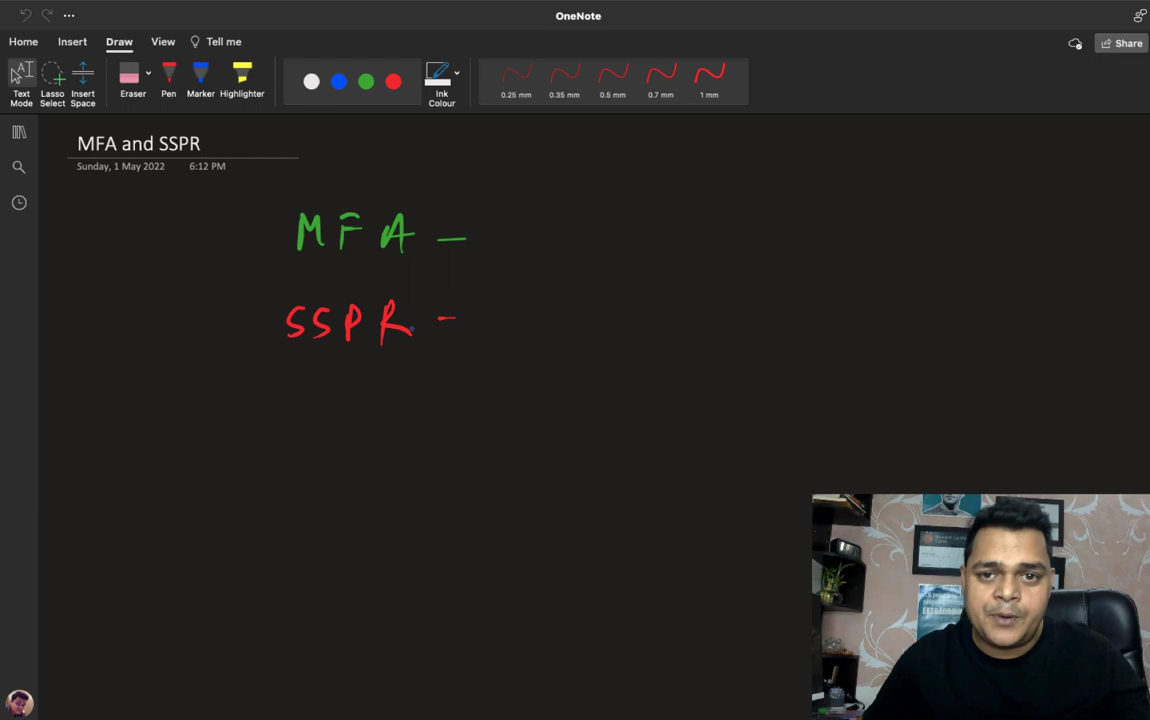 OneNote
Home Insert Draw View Tell me
Share
Text Mode
Lasso Select
Insert Space
Eraser
Pen
Marker
Highlighter
Ink Colour
0.25 mm 0.35 mm 0.5 mm 0.7 mm 1 mm
MFA and SSPR
Sunday, 1 May 2022 6:12 PM
MFA –
SSPR -